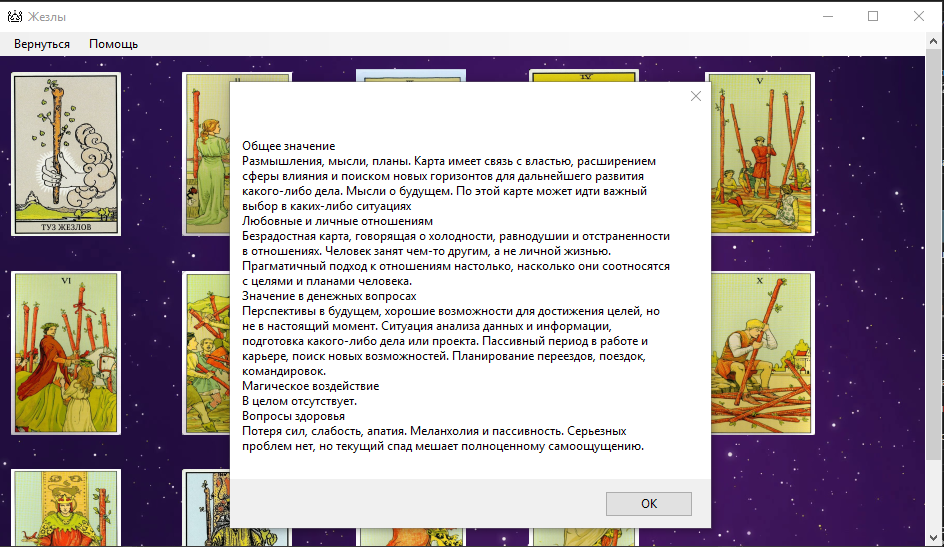 Жезлы
Вернуться Помощь
II
IV
V
ТУЗ ЖЕЗЛОВ
VI
X
Общее значение
Размышления, мысли, планы. Карта имеет связь с властью, расширением
сферы влияния и поиском новых горизонтов для дальнейшего развития
какого-либо дела. Мысли о будущем. По этой карте может идти важный
выбор в каких-либо ситуациях
Любовные и личные отношениям
Безрадостная карта, говорящая о холодности, равнодушии и отстраненности
в отношениях. Человек занят чем-то другим, а не личной жизнью.
Прагматичный подход к отношениям настолько, насколько они соотносятся
с целями и планами человека.
Значение в денежных вопросах
Перспективы в будущем, хорошие возможности для достижения целей, но
не в настоящий момент. Ситуация анализа данных и информации,
подготовка какого-либо дела или проекта. Пассивный период в работе и
карьере, поиск новых возможностей. Планирование переездов, поездок,
командировок.
Магическое воздействие
В целом отсутствует.
Вопросы здоровья
Потеря сил, слабость, апатия. Меланхолия и пассивность. Серьезных
проблем нет, но текущий спад мешает полноценному самоощущению.
OK